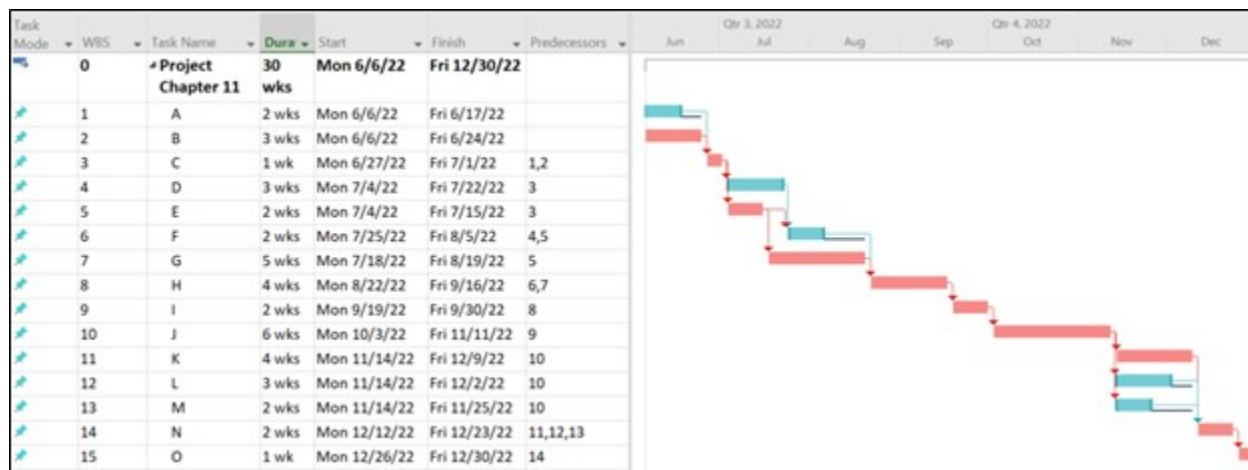 Task Mode WBS Task Name Dura Start Finish Predecessors
Qtr 3, 2022 Qtr 4, 2022
Jun Jul Aug Sep Oct Nov Dec
0 Project Chapter 11 30 wks Mon 6/6/22 Fri 12/30/22
1 A 2 wks Mon 6/6/22 Fri 6/17/22
2 B 3 wks Mon 6/6/22 Fri 6/24/22
3 C 1 wk Mon 6/27/22 Fri 7/1/22 1,2
4 D 3 wks Mon 7/4/22 Fri 7/22/22 3
5 E 2 wks Mon 7/4/22 Fri 7/15/22 3
6 F 2 wks Mon 7/25/22 Fri 8/5/22 4,5
7 G 5 wks Mon 7/18/22 Fri 8/19/22 5
8 H 4 wks Mon 8/22/22 Fri 9/16/22 6,7
9 I 2 wks Mon 9/19/22 Fri 9/30/22 8
10 J 6 wks Mon 10/3/22 Fri 11/11/22 9
11 K 4 wks Mon 11/14/22 Fri 12/9/22 10
12 L 3 wks Mon 11/14/22 Fri 12/2/22 10
13 M 2 wks Mon 11/14/22 Fri 11/25/22 10
14 N 2 wks Mon 12/12/22 Fri 12/23/22 11,12,13
15 O 1 wk Mon 12/26/22 Fri 12/30/22 14